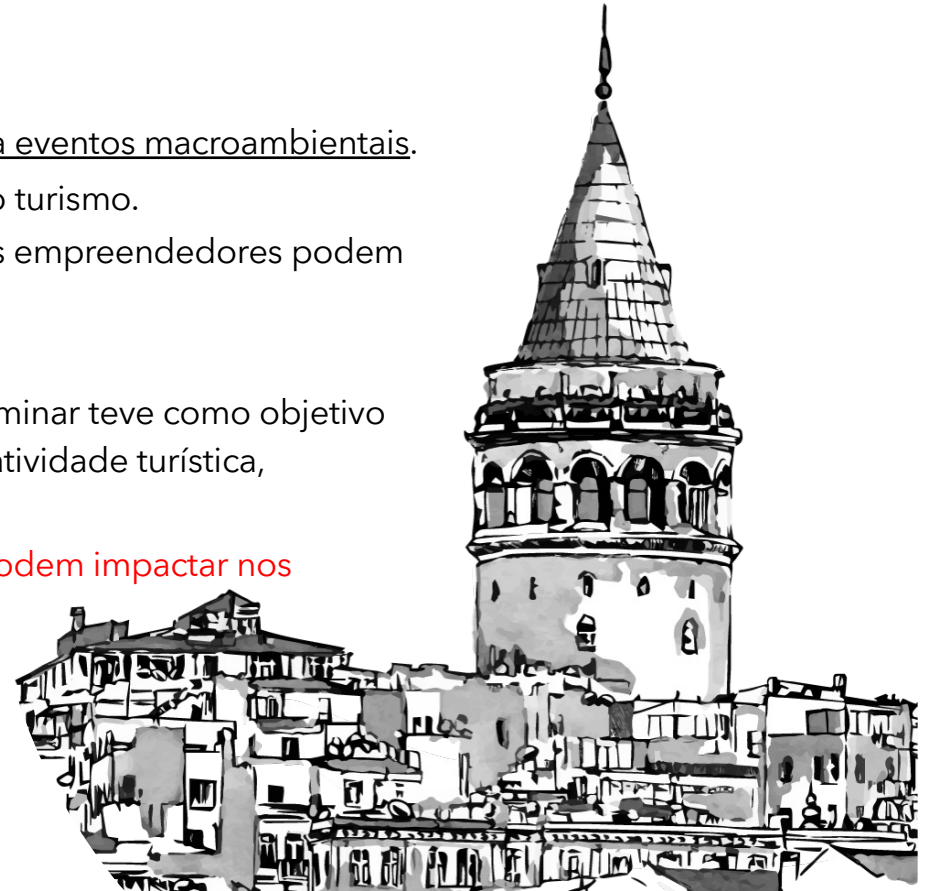 a eventos macroambientais.
o turismo.
s empreendedores podem
minar teve como objetivo
atividade turística,
odem impactar nos